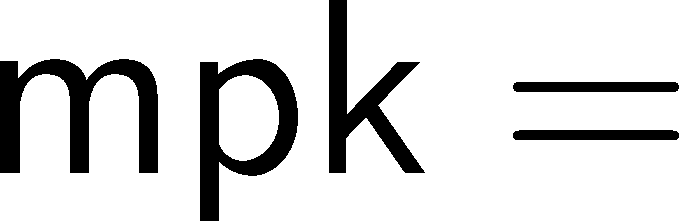 mpk =